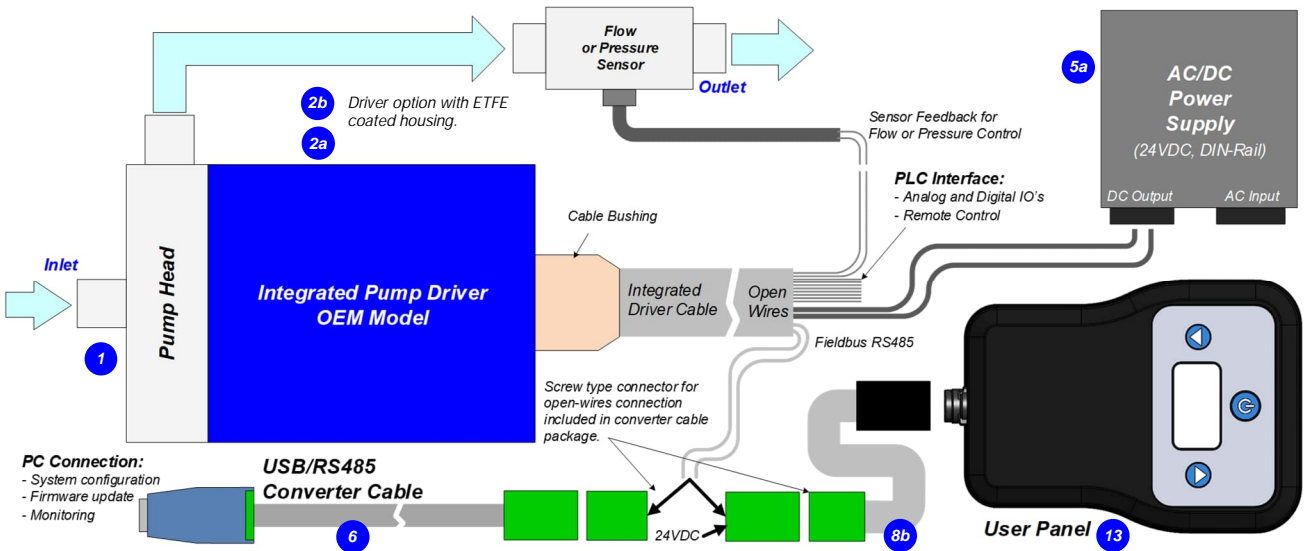 Flow
or Pressure
Sensor
Outlet
5a
AC/DC
Power
Supply
(24VDC, DIN-Rail)
DC Output
AC Input
2b
Driver option with ETFE
coated housing.
2a
Sensor Feedback for
Flow or Pressure Control
PLC Interface:
- Analog and Digital IO's
- Remote Control
Cable Bushing
Inlet
1
Pump Head
Integrated Pump Driver
OEM Model
Integrated
Driver Cable
Open
Wires
Fieldbus RS485
Screw type connector for
open-wires connection
included in converter cable
package.
PC Connection:
- System configuration
- Firmware update
- Monitoring
USB/RS485
Converter Cable
6
24VDC
8b
User Panel
13